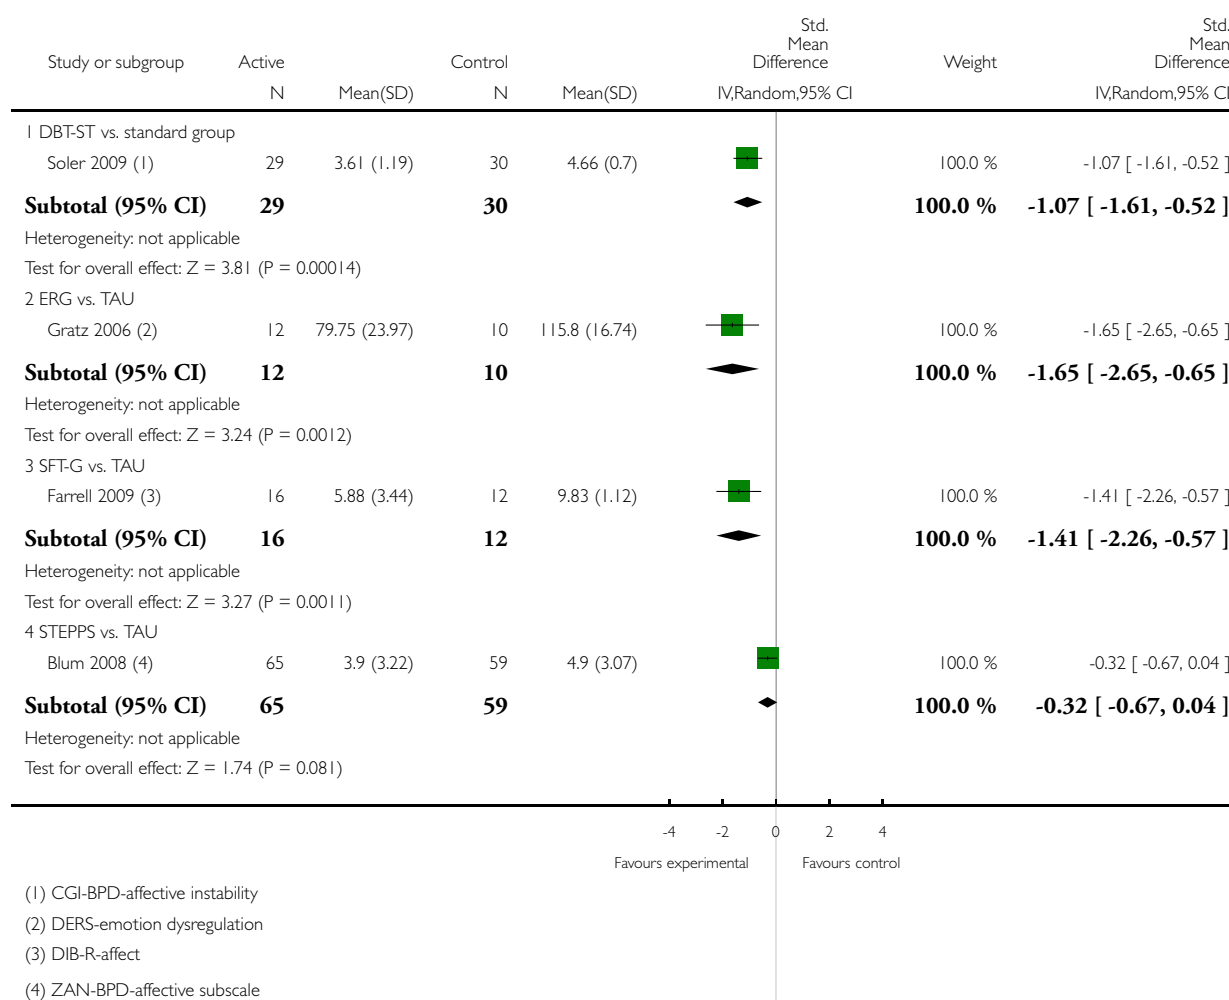 Std.
Mean
Difference
Std.
Mean
Difference
Study or subgroup Active Control Weight
N Mean(SD) N Mean(SD) IV,Random,95% CI IV,Random,95% CI
1 DBT-ST vs. standard group
Soler 2009 (1) 29 3.61 (1.19) 30 4.66 (0.7) 100.0 % -1.07 [ -1.61, -0.52 ]
Subtotal (95% CI) 29 30 100.0 % -1.07 [ -1.61, -0.52 ]
Heterogeneity: not applicable
Test for overall effect: Z = 3.81 (P = 0.00014)
2 ERG vs. TAU
Gratz 2006 (2) 12 79.75 (23.97) 10 115.8 (16.74) 100.0 % -1.65 [ -2.65, -0.65 ]
Subtotal (95% CI) 12 10 100.0 % -1.65 [ -2.65, -0.65 ]
Heterogeneity: not applicable
Test for overall effect: Z = 3.24 (P = 0.0012)
3 SFT-G vs. TAU
Farrell 2009 (3) 16 5.88 (3.44) 12 9.83 (1.12) 100.0 % -1.41 [ -2.26, -0.57 ]
Subtotal (95% CI) 16 12 100.0 % -1.41 [ -2.26, -0.57 ]
Heterogeneity: not applicable
Test for overall effect: Z = 3.27 (P = 0.0011)
4 STEPPS vs. TAU
Blum 2008 (4) 65 3.9 (3.22) 59 4.9 (3.07) 100.0 % -0.32 [ -0.67, 0.04 ]
Subtotal (95% CI) 65 59 100.0 % -0.32 [ -0.67, 0.04 ]
Heterogeneity: not applicable
Test for overall effect: Z = 1.74 (P = 0.081)
-4 -2 0 2 4
Favours experimental Favours control
(1) CGI-BPD-affective instability
(2) DERS-emotion dysregulation
(3) DIB-R-affect
(4) ZAN-BPD-affective subscale